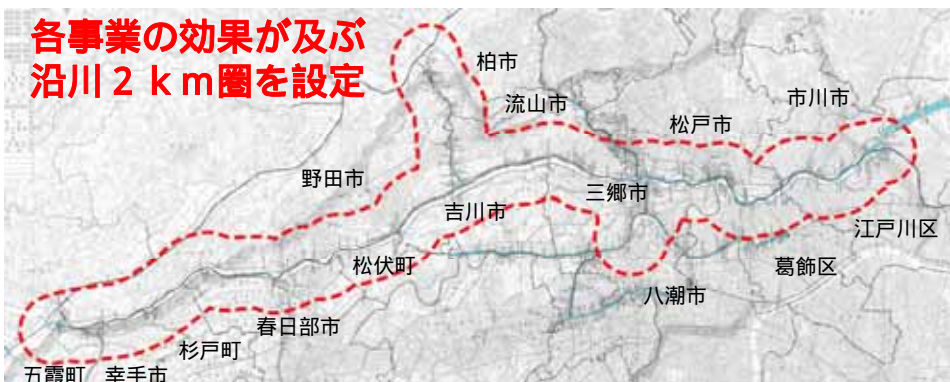 各事業の効果が及ぶ
沿川２ｋｍ圏を設定
柏市
流山市
市川市
松戸市
野田市
三郷市
吉川市
江戸川区
松伏町
葛飾区
八潮市
春日部市
杉戸町
五霞町
幸手市